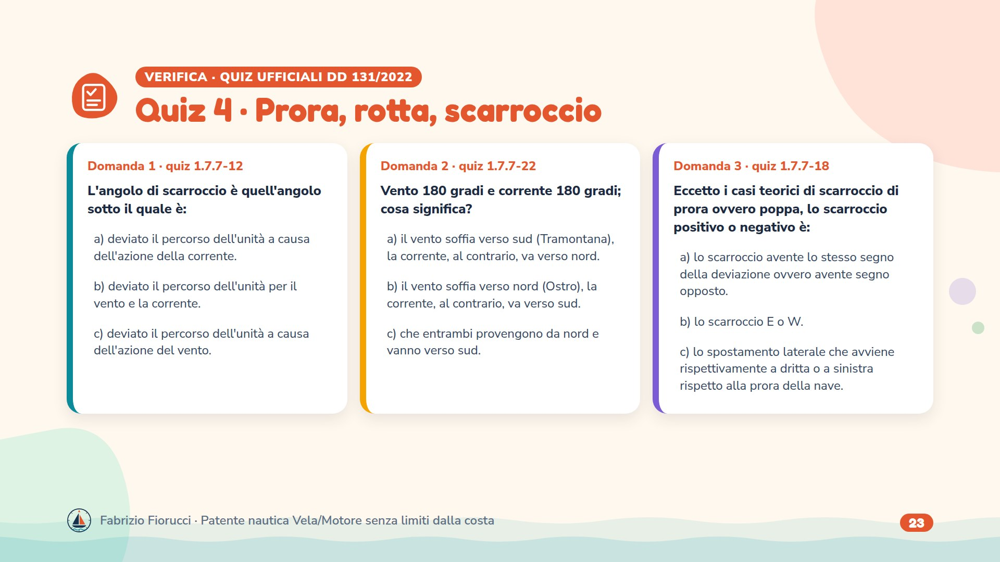 VERIFICA · QUIZ UFFICIALI DD 131/2022
Quiz 4 · Prora, rotta, scarroccio
Domanda 1 · quiz 1.7.7-12
L'angolo di scarroccio è quell'angolo
sotto il quale è:
a) deviato il percorso dell'unità a causa
dell'azione della corrente.
b) deviato il percorso dell'unità per il
vento e la corrente.
c) deviato il percorso dell'unità a causa
dell'azione del vento.
Domanda 2 · quiz 1.7.7-22
Vento 180 gradi e corrente 180 gradi;
cosa significa?
a) il vento soffia verso sud (Tramontana),
la corrente, al contrario, va verso nord.
b) il vento soffia verso nord (Ostro), la
corrente, al contrario, va verso sud.
c) che entrambi provengono da nord e
vanno verso sud.
Domanda 3 · quiz 1.7.7-18
Eccetto i casi teorici di scarroccio di
prora ovvero poppa, lo scarroccio
positivo o negativo è:
a) lo scarroccio avente lo stesso segno
della deviazione ovvero avente segno
opposto.
b) lo scarroccio E o W.
c) lo spostamento laterale che avviene
rispettivamente a dritta o a sinistra
rispetto alla prora della nave.
Fabrizio Fiorucci · Patente nautica Vela/Motore senza limiti dalla costa
23